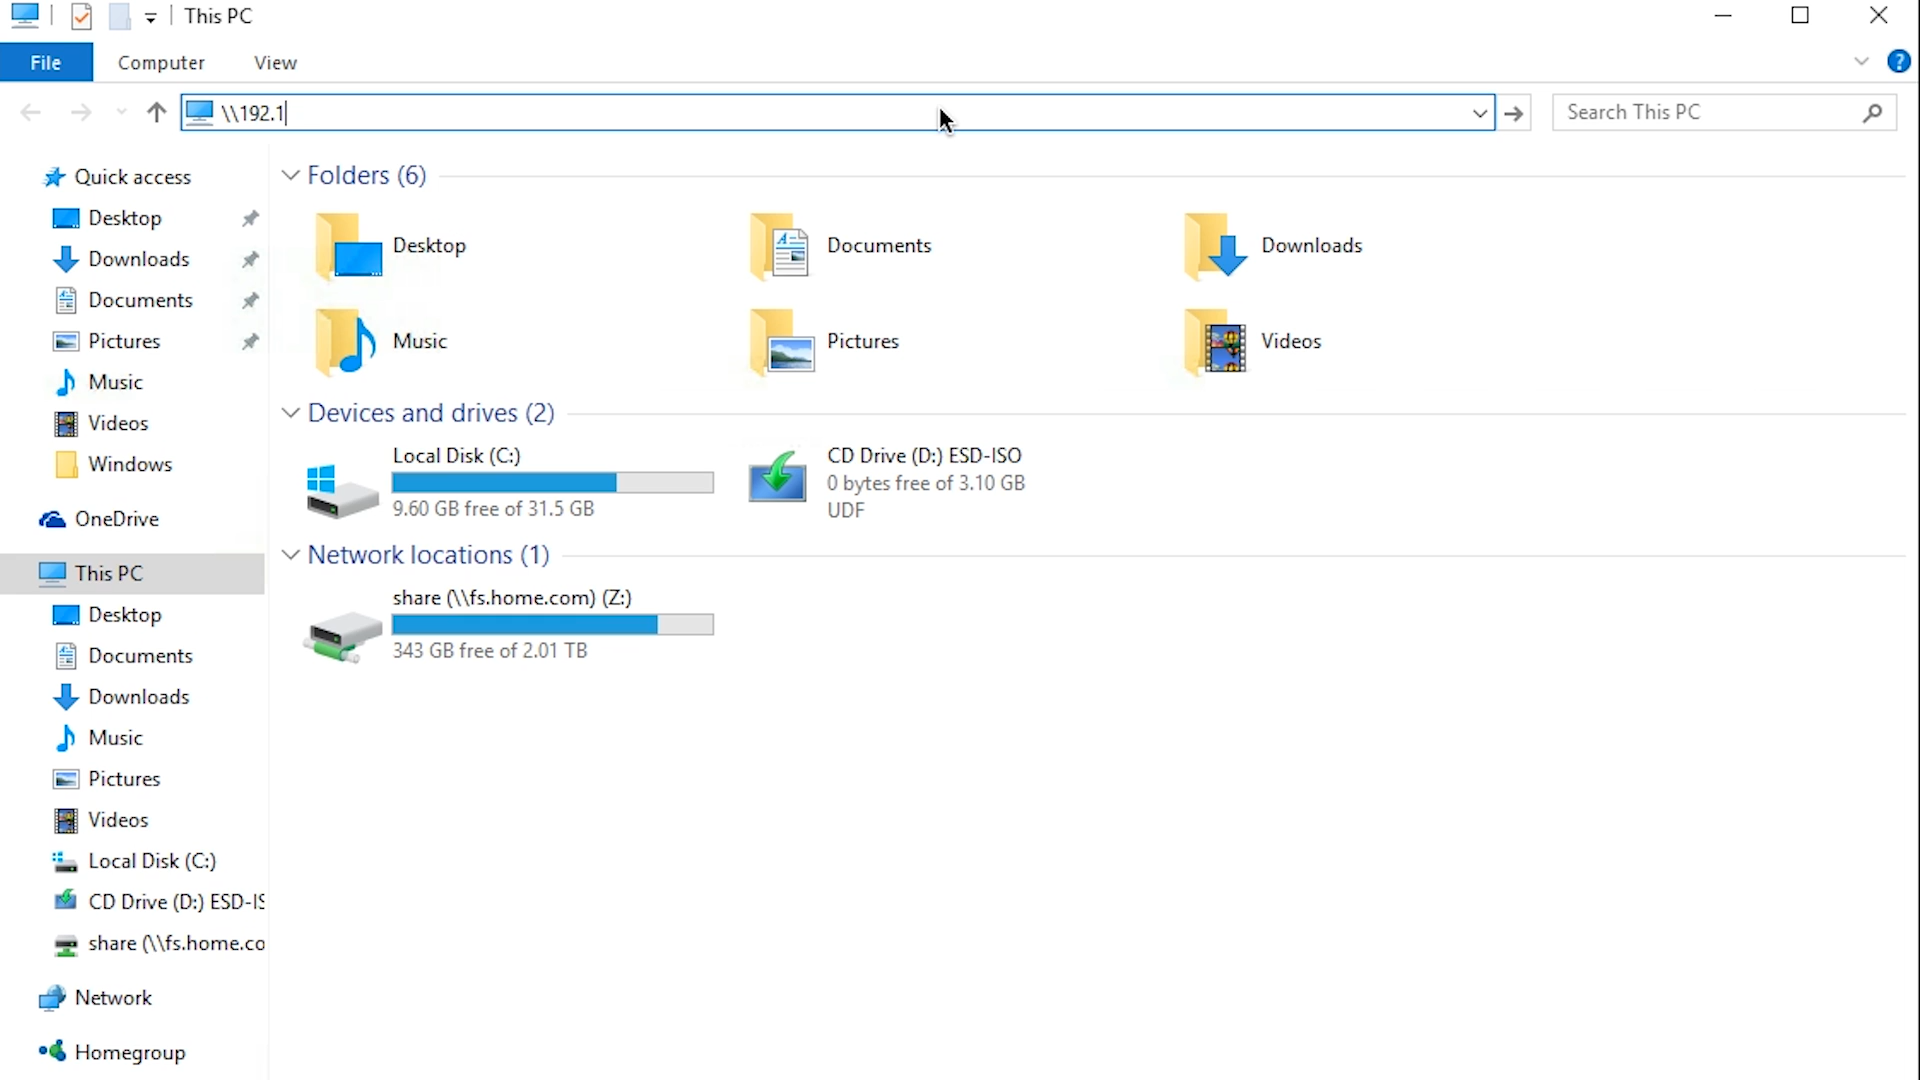 This PC
File
Computer
View
\\192.1
Search This PC
Quick access
Desktop
Downloads
Documents
Pictures
Music
Videos
Windows
OneDrive
This PC
Desktop
Documents
Downloads
Music
Pictures
Videos
Local Disk (C:)
CD Drive (D:) ESD-IS
share (\\fs.home.co
Network
Homegroup
Folders (6)
Desktop
Documents
Downloads
Music
Pictures
Videos
Devices and drives (2)
Local Disk (C:)
9.60 GB free of 31.5 GB
CD Drive (D:) ESD-ISO
0 bytes free of 3.10 GB
UDF
Network locations (1)
share (\\fs.home.com) (Z:)
343 GB free of 2.01 TB